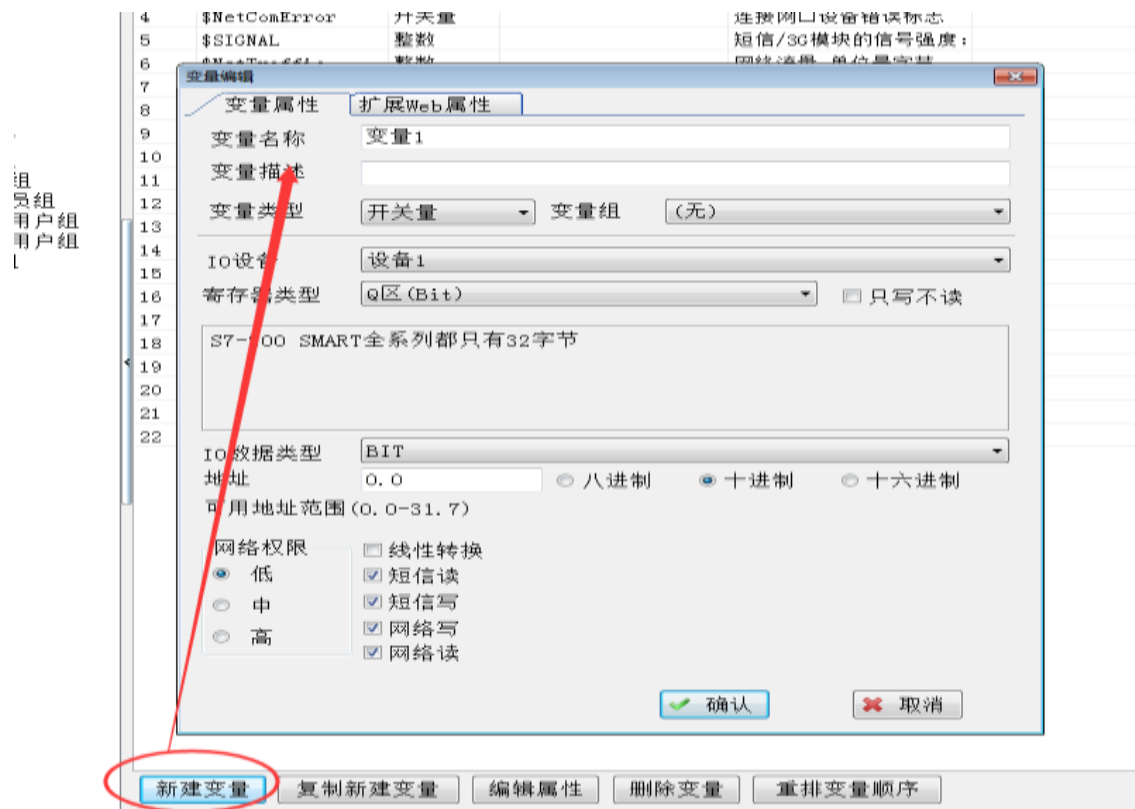 4 $NetComError 开关量 连接网口设备错误标志
5 $SIGNAL 整数 短信/3G模块的信号强度:
6 整数
7
8
9
10
11
12
13
14
15
16
17
18
19
20
21
22
组
员组
用户组
用户组
变量编辑
变量属性 扩展Web属性
变量名称 变量1
变量描述
变量类型 开关量 变量组 (无)
IO设备 设备1
寄存器类型 Q区(Bit) 只写不读
S7-200 SMART全系列都只有32字节
IO数据类型 BIT
地址 0.0 八进制 十进制 十六进制
可用地址范围(0.0-31.7)
网络权限 线性转换
低 短信读
中 短信写
高 网络写
网络读
确认 取消
新建变量 复制新建变量 编辑属性 删除变量 重排变量顺序